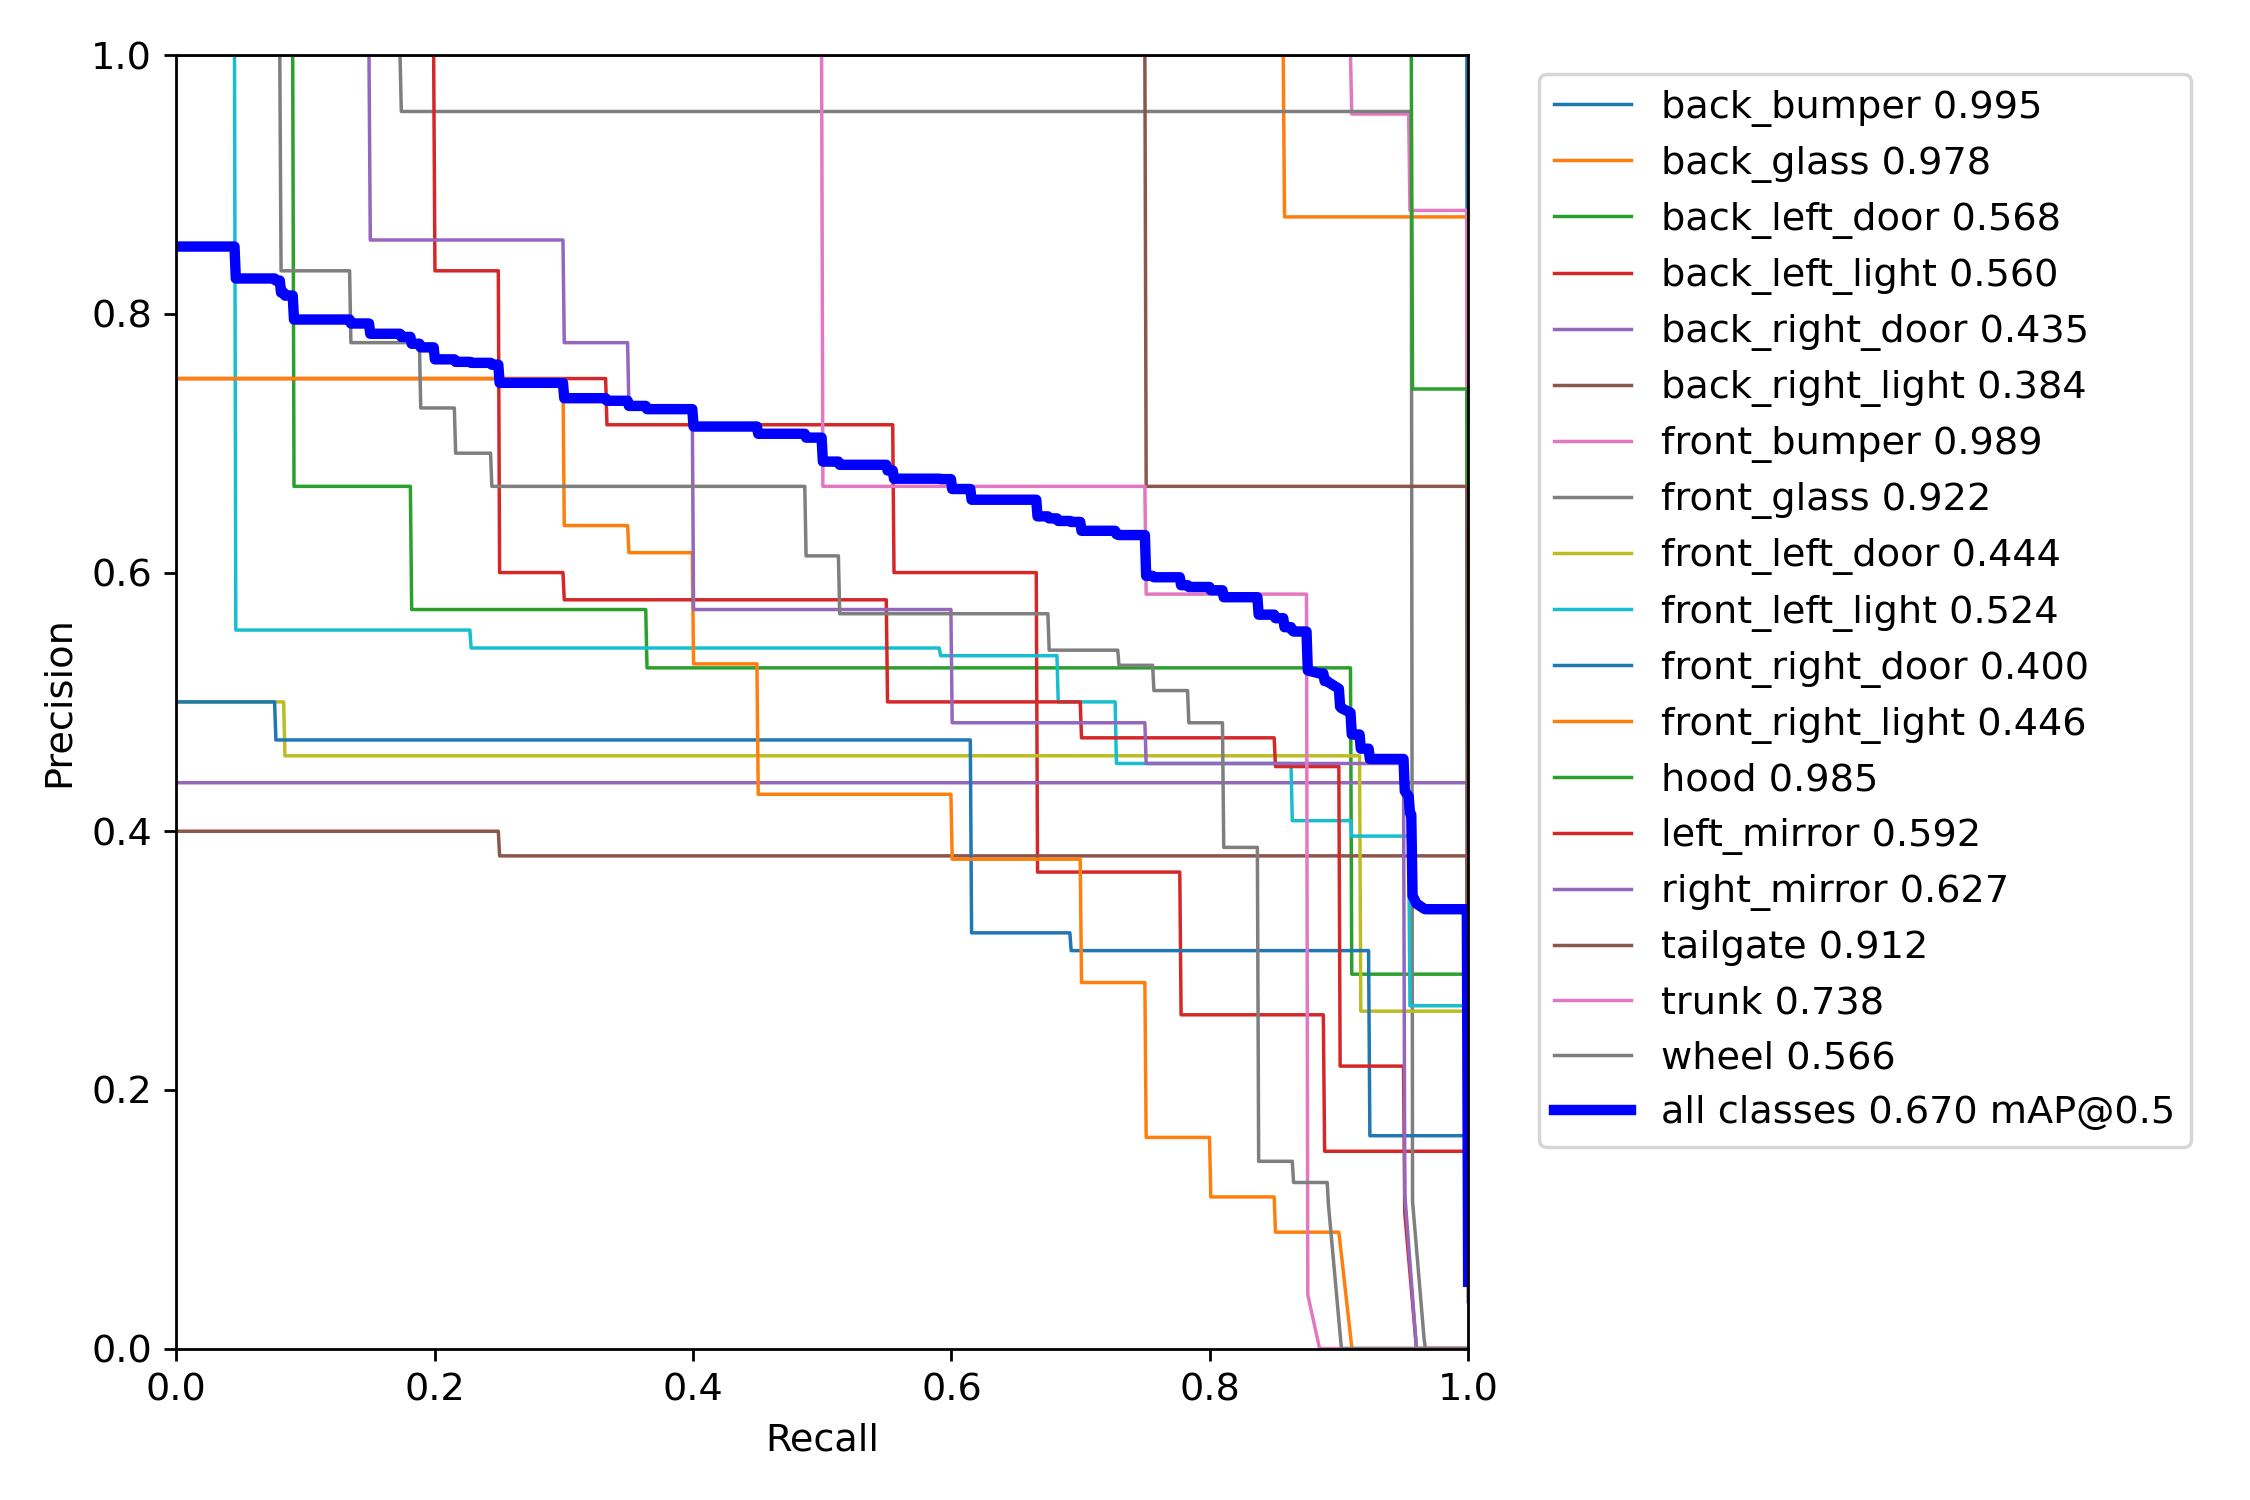 1.0
0.8
0.6
0.4
0.2
0.0
Precision
0.0 0.2 0.4 0.6 0.8 1.0
Recall
back_bumper 0.995
back_glass 0.978
back_left_door 0.568
back_left_light 0.560
back_right_door 0.435
back_right_light 0.384
front_bumper 0.989
front_glass 0.922
front_left_door 0.444
front_left_light 0.524
front_right_door 0.400
front_right_light 0.446
hood 0.985
left_mirror 0.592
right_mirror 0.627
tailgate 0.912
trunk 0.738
wheel 0.566
all classes 0.670 mAP@0.5